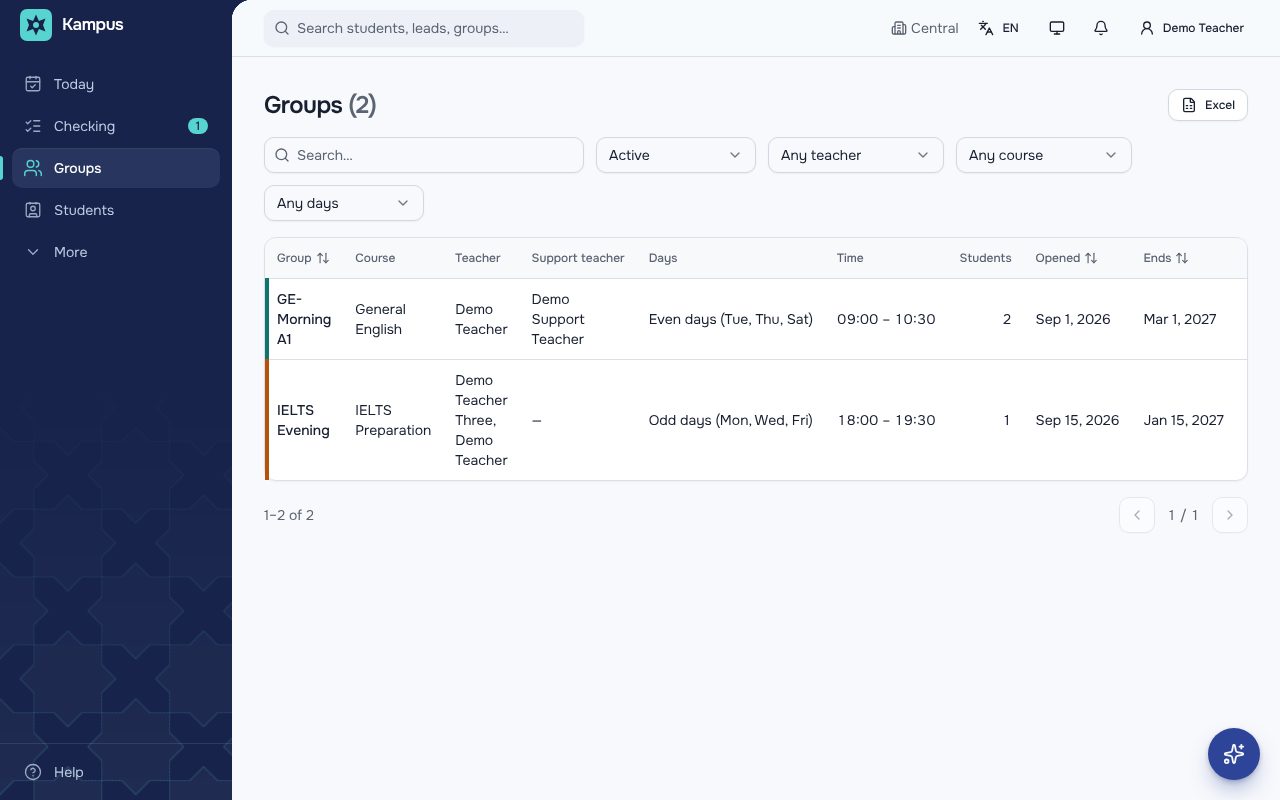 Kampus
Search students, leads, groups...
Central
EN
Demo Teacher
Today
Checking
1
Groups
Students
More
Help
Groups (2)
Excel
Search...
Active
Any teacher
Any course
Any days
Group
Course
Teacher
Support teacher
Days
Time
Students
Opened
Ends
GE-
Morning
A1
General
English
Demo
Teacher
Demo
Support
Teacher
Even days (Tue, Thu, Sat)
09:00 – 10:30
2
Sep 1, 2026
Mar 1, 2027
IELTS
Evening
IELTS
Preparation
Demo
Teacher
Three,
Demo
Teacher
—
Odd days (Mon, Wed, Fri)
18:00 – 19:30
1
Sep 15, 2026
Jan 15, 2027
1–2 of 2
1 / 1